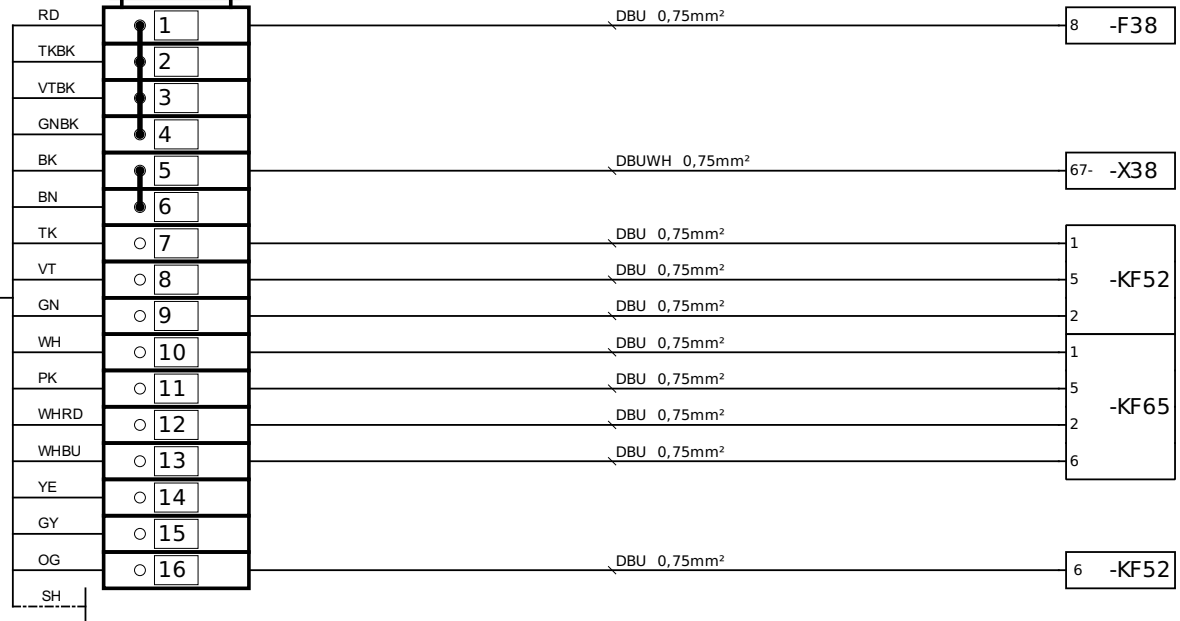 RD 1 DBU 0,75mm² 8 -F38
TKBK 2
VTBK 3
GNBK 4
BK 5 DBUWH 0,75mm² 67- -X38
BN 6
TK 7 DBU 0,75mm² 1
VT 8 DBU 0,75mm² 5 -KF52
GN 9 DBU 0,75mm² 2
WH 10 DBU 0,75mm² 1
PK 11 DBU 0,75mm² 5 -KF65
WHRD 12 DBU 0,75mm² 2
WHBU 13 DBU 0,75mm² 6
YE 14
GY 15
OG 16 DBU 0,75mm² 6 -KF52
SH